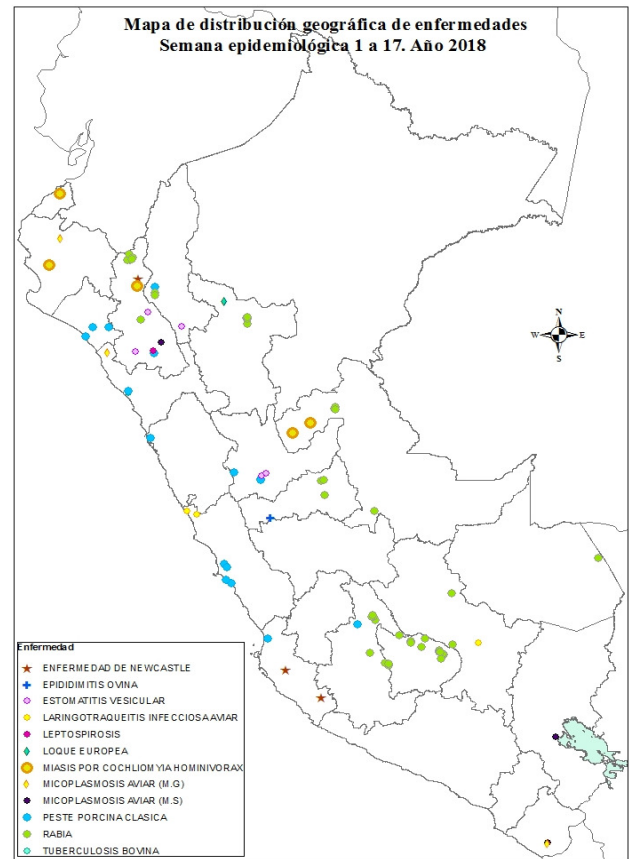 Mapa de distribución geográfica de enfermedades
Semana epidemiológica 1 a 17. Año 2018
N
W E
S
Enfermedad
ENFERMEDAD DE NEWCASTLE
EPIDIDIMITIS OVINA
ESTOMATITIS VESICULAR
LARINGOTRAQUEITIS INFECCIOSA AVIAR
LEPTOSPIROSIS
LOQUE EUROPEA
MIASIS POR COCHLIOMYIA HOMINIVORAX
MICOPLASMOSIS AVIAR (M.G)
MICOPLASMOSIS AVIAR (M.S)
PESTE PORCINA CLASICA
RABIA
TUBERCULOSIS BOVINA